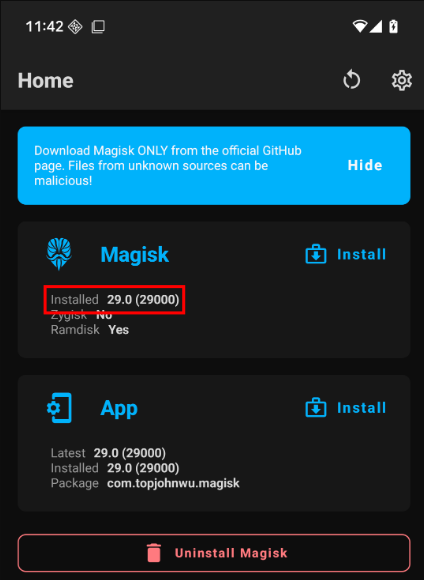 11:42
Home
Download Magisk ONLY from the official GitHub
page. Files from unknown sources can be
malicious!
Hide
Magisk
Install
Installed 29.0 (29000)
Zygisk No
Ramdisk Yes
App
Install
Latest 29.0 (29000)
Installed 29.0 (29000)
Package com.topjohnwu.magisk
Uninstall Magisk